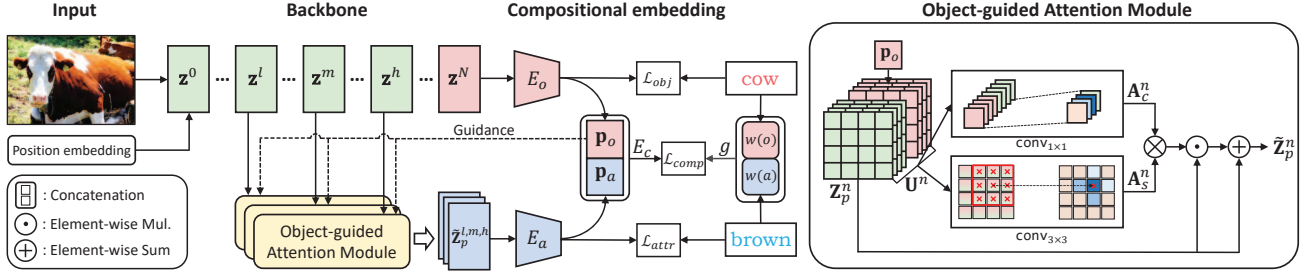 Input
Backbone
Compositional embedding
Object-guided Attention Module
z^0 ... z^l ... z^m ... z^h ... z^N
E_o
L_obj
cow
Position embedding
Guidance
p_o
p_a
E_c
L_comp
g
w(o)
w(a)
: Concatenation
: Element-wise Mul.
: Element-wise Sum
Object-guided
Attention Module
Z̃_p^{l,m,h}
E_a
L_attr
brown
p_o
Z_p^n
U^n
conv_{1×1}
A_c^n
conv_{3×3}
A_s^n
Z̃_p^n